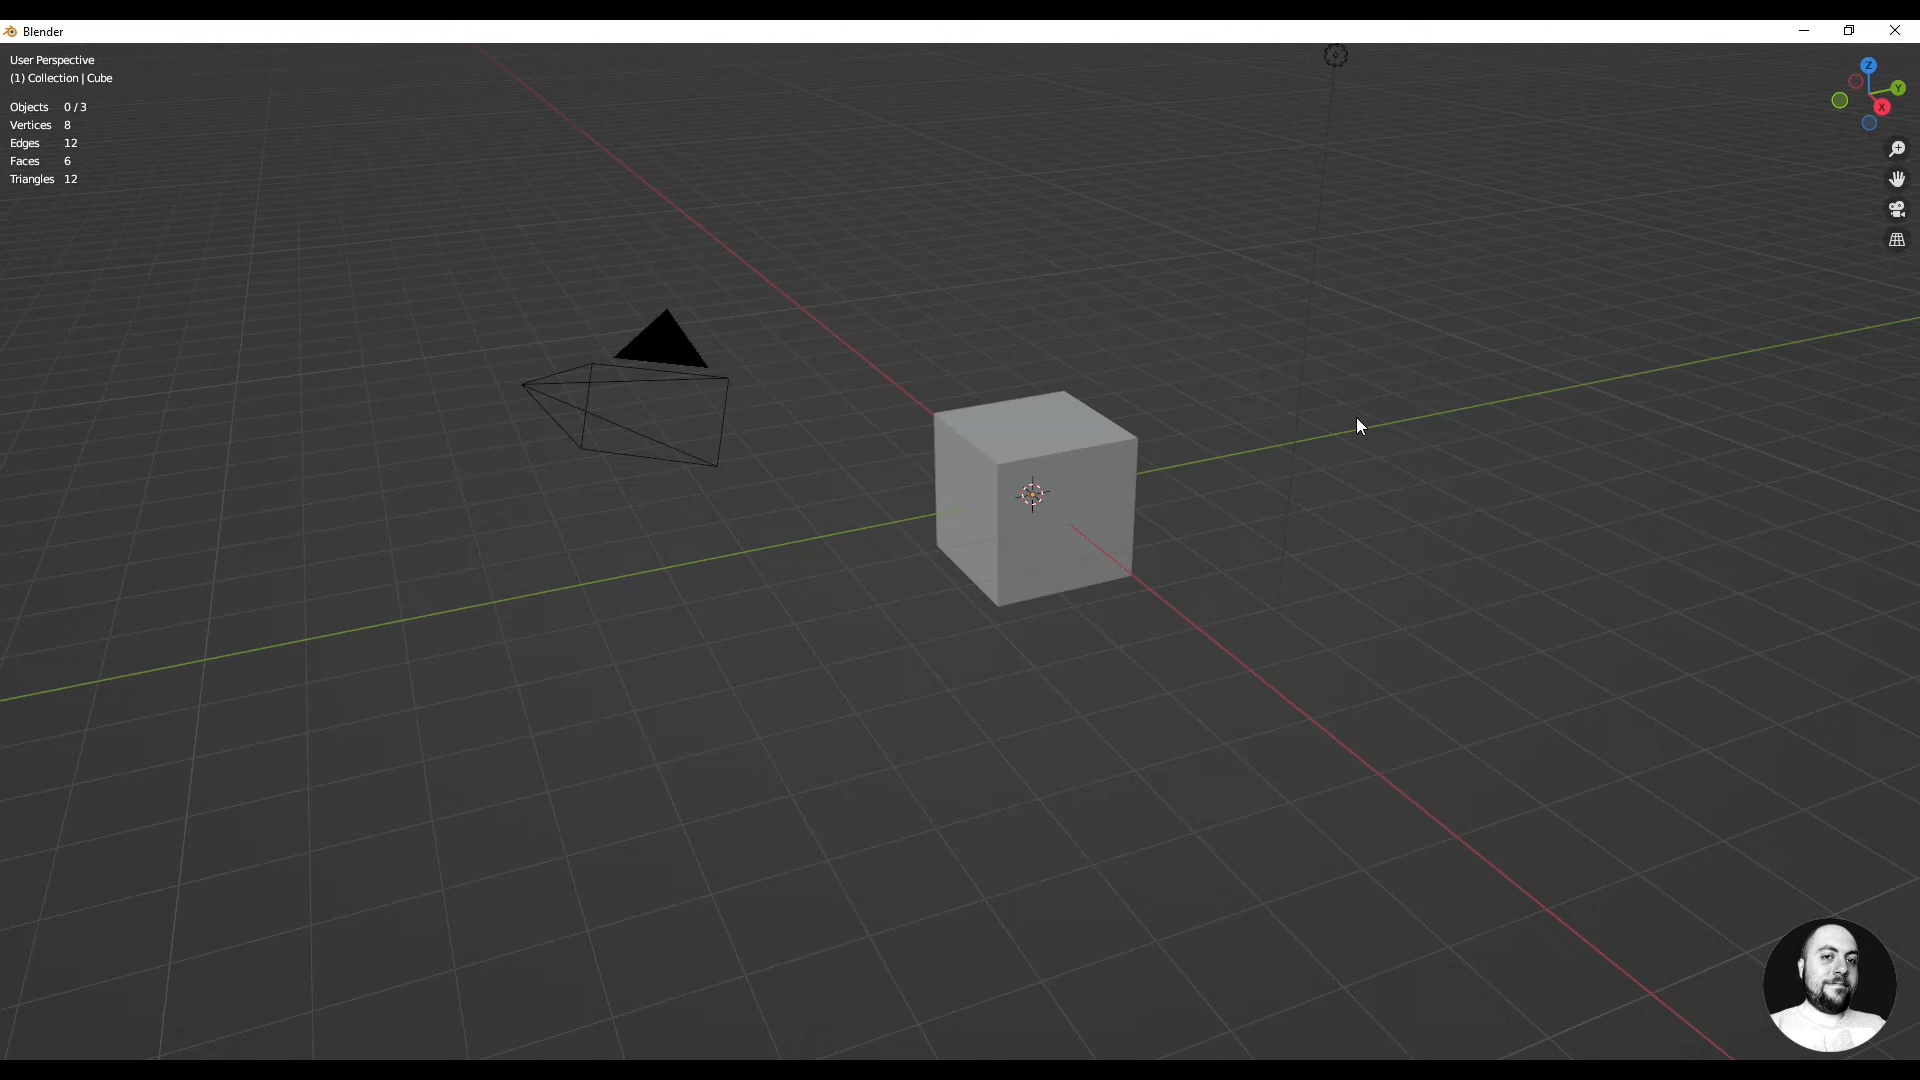 Blender
User Perspective
(1) Collection | Cube
Objects 0 / 3
Vertices 8
Edges 12
Faces 6
Triangles 12
Z
Y
X